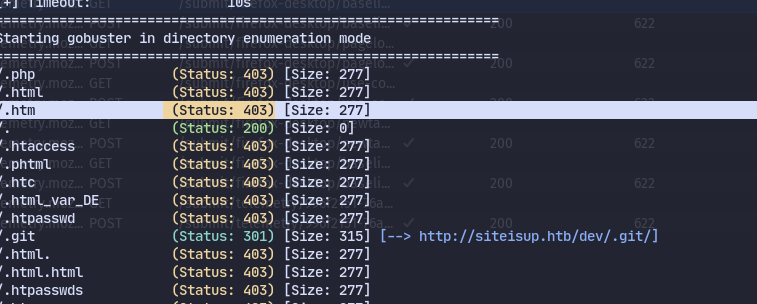 [+] Timeout: 10s
===============================================================
Starting gobuster in directory enumeration mode
===============================================================
/.php (Status: 403) [Size: 277]
/.html (Status: 403) [Size: 277]
/.htm (Status: 403) [Size: 277]
/. (Status: 200) [Size: 0]
/.htaccess (Status: 403) [Size: 277]
/.phtml (Status: 403) [Size: 277]
/.htc (Status: 403) [Size: 277]
/.html_var_DE (Status: 403) [Size: 277]
/.htpasswd (Status: 403) [Size: 277]
/.git (Status: 301) [Size: 315] [--> http://siteisup.htb/dev/.git/]
/.html. (Status: 403) [Size: 277]
/.html.html (Status: 403) [Size: 277]
/.htpasswds (Status: 403) [Size: 277]